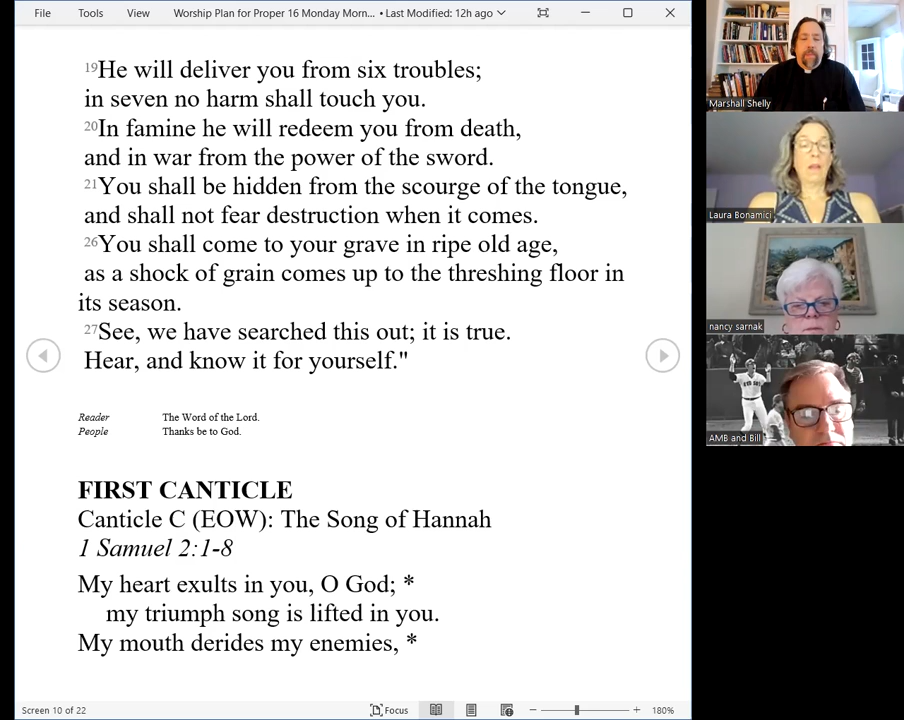 File Tools View Worship Plan for Proper 16 Monday Morn... • Last Modified: 12h ago
19He will deliver you from six troubles;
in seven no harm shall touch you.
20In famine he will redeem you from death,
and in war from the power of the sword.
21You shall be hidden from the scourge of the tongue,
and shall not fear destruction when it comes.
26You shall come to your grave in ripe old age,
as a shock of grain comes up to the threshing floor in
its season.
27See, we have searched this out; it is true.
Hear, and know it for yourself."
Reader The Word of the Lord.
People Thanks be to God.
FIRST CANTICLE
Canticle C (EOW): The Song of Hannah
1 Samuel 2:1-8
My heart exults in you, O God; *
my triumph song is lifted in you.
My mouth derides my enemies, *
Screen 10 of 22 Focus 180%
Marshall Shelly
Laura Bonamici
nancy sarnak
RED SOX
AMB and Bill